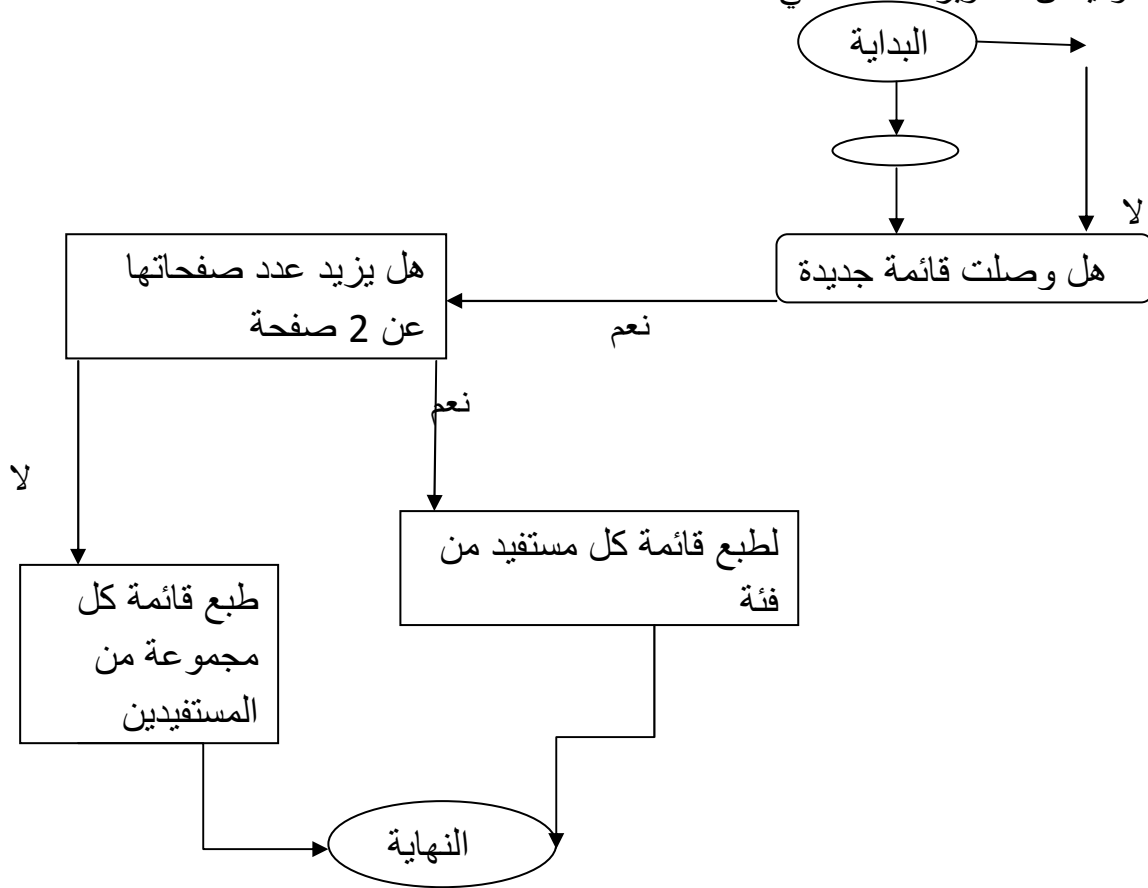 البداية
لا
هل وصلت قائمة جديدة
نعم
هل يزيد عدد صفحاتها
عن 2 صفحة
نعم
لا
لطبع قائمة كل مستفيد من
فئة
طبع قائمة كل
مجموعة من
المستفيدين
النهاية